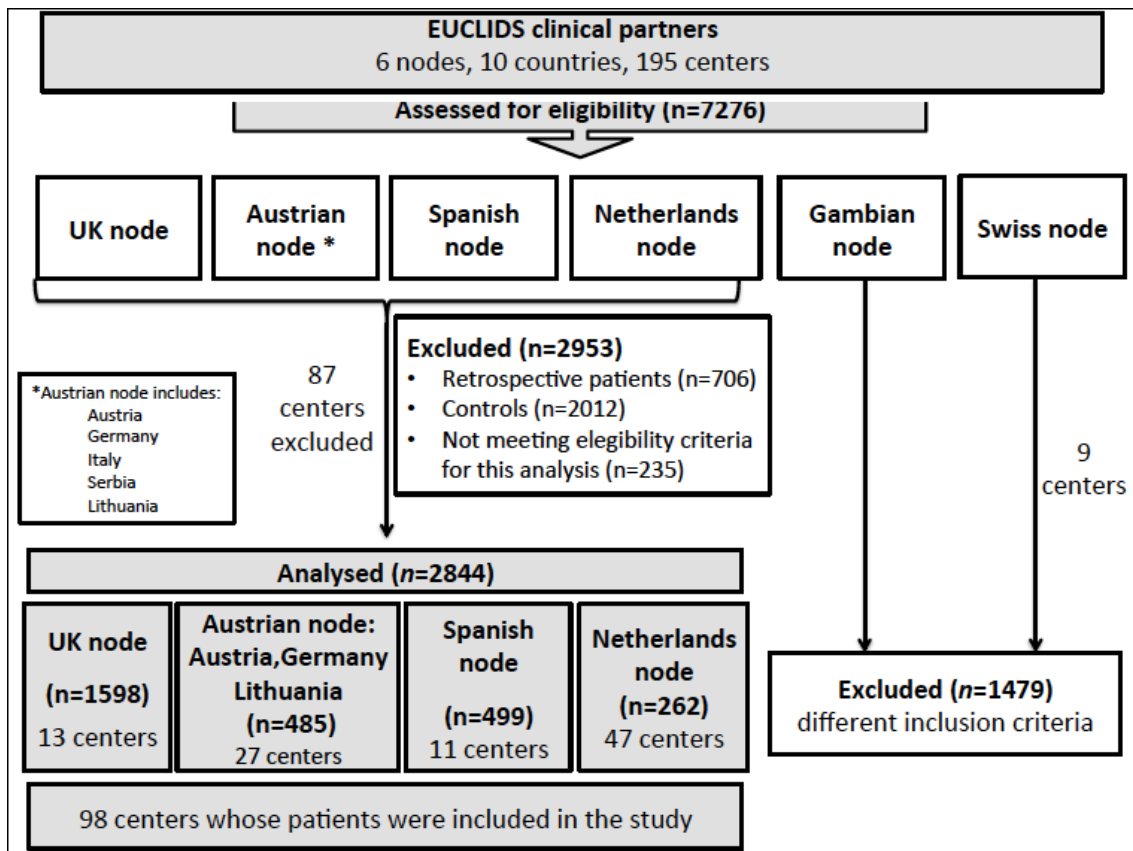 EUCLIDS clinical partners
6 nodes, 10 countries, 195 centers
Assessed for eligibility (n=7276)
UK node
Austrian
node *
Spanish
node
Netherlands
node
Gambian
node
Swiss node
*Austrian node includes:
Austria
Germany
Italy
Serbia
Lithuania
87
centers
excluded
Excluded (n=2953)
• Retrospective patients (n=706)
• Controls (n=2012)
• Not meeting elegibility criteria
for this analysis (n=235)
9
centers
Analysed (n=2844)
UK node
(n=1598)
13 centers
Austrian node:
Austria,Germany
Lithuania
(n=485)
27 centers
Spanish
node
(n=499)
11 centers
Netherlands
node
(n=262)
47 centers
Excluded (n=1479)
different inclusion criteria
98 centers whose patients were included in the study